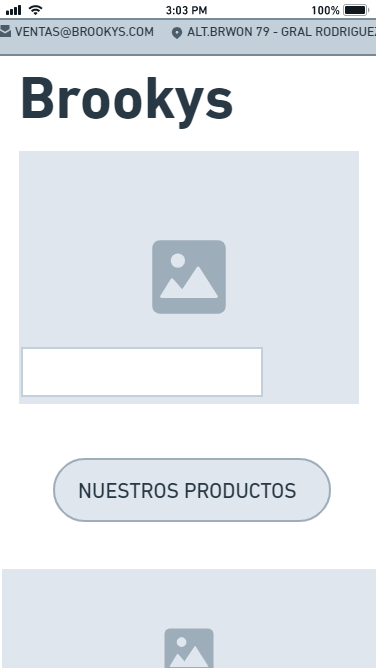 3:03 PM
100%
VENTAS@BROOKYS.COM
ALT.BRWON 79 - GRAL RODRIGUEZ
Brookys
NUESTROS PRODUCTOS